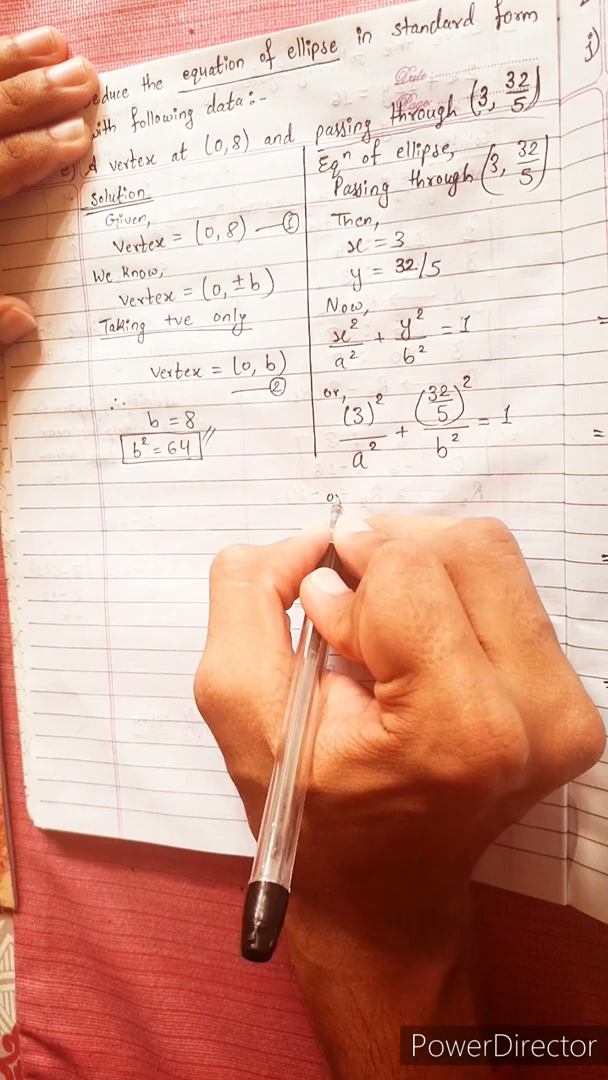 educe the equation of ellipse in standard form
with following data:-
Date
Page
e) A vertex at (0,8) and passing through (3, 32/5)
Solution
Given,
Vertex = (0,8) — ①
We know,
vertex = (0, ±b)
Taking +ve only
vertex = (0, b)
— ②
∴
b = 8
b² = 64 //
Eqⁿ of ellipse,
Passing through (3, 32/5)
Then,
x = 3
y = 32/5
Now,
x²/a² + y²/b² = 1
or,
(3)²/a² + (32/5)²/b² = 1
o
j)
=
=
=
=
PowerDirector